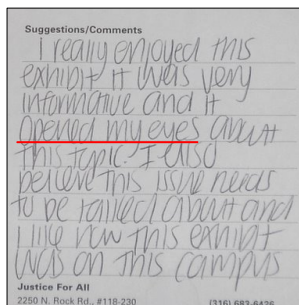 Suggestions/Comments
I really enjoyed this
exhibit it was very
informative and it
opened my eyes about
this topic. I also
believe this issue needs
to be talked about and
I like how this exhibit
was on this campus
Justice For All
2250 N. Rock Rd., #118-230 (316) 683-6426